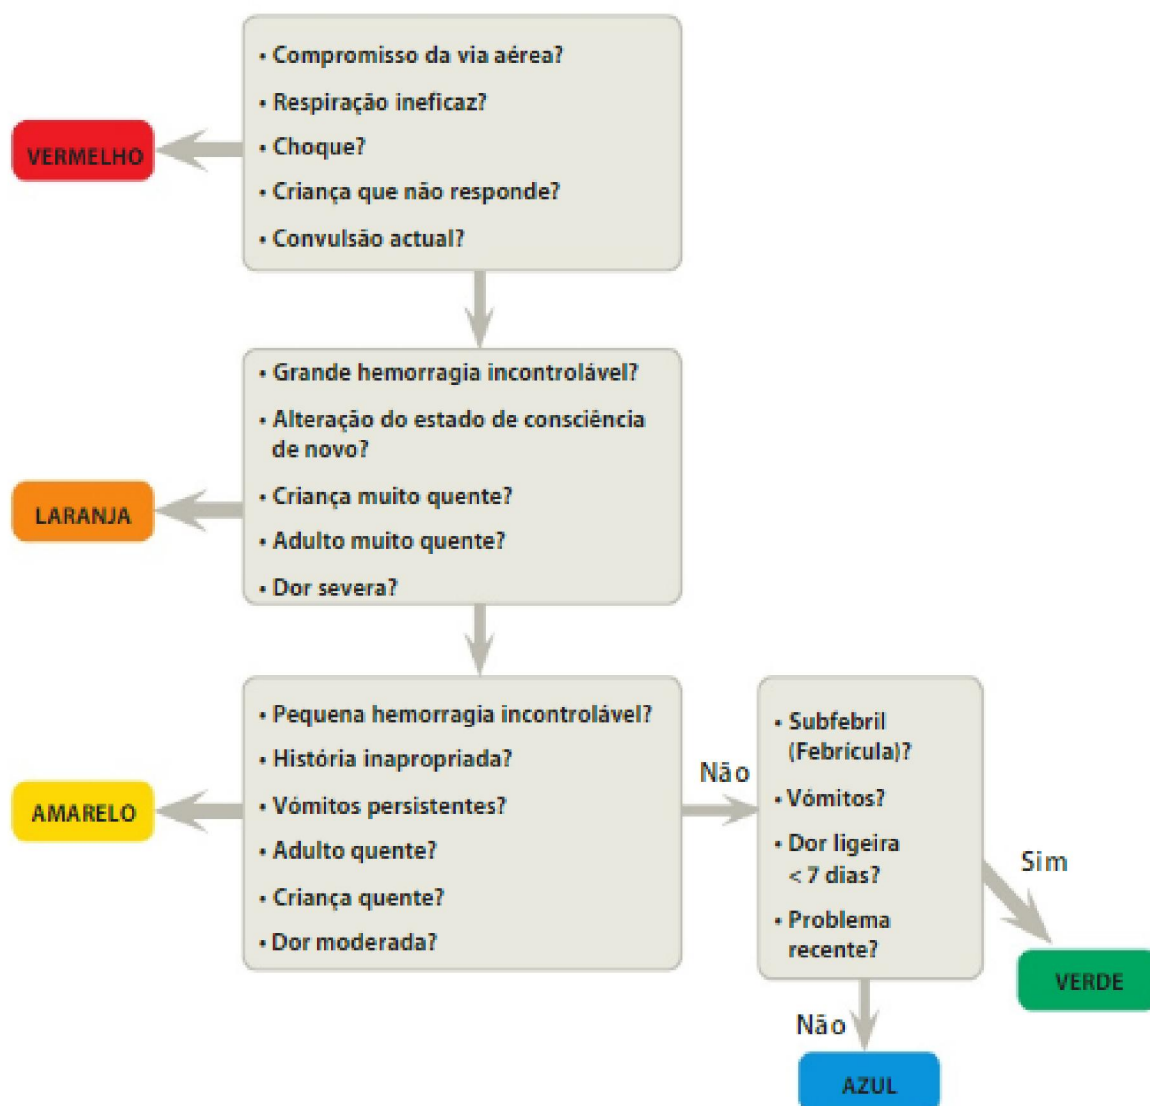 • Compromisso da via aérea?
• Respiração ineficaz?
VERMELHO
• Choque?
• Criança que não responde?
• Convulsão actual?
• Grande hemorragia incontrolável?
• Alteração do estado de consciência
de novo?
• Criança muito quente?
LARANJA
• Adulto muito quente?
• Dor severa?
• Pequena hemorragia incontrolável?
• História inapropriada?
• Vómitos persistentes?
AMARELO
• Adulto quente?
• Criança quente?
• Dor moderada?
Não
• Subfebril
(Febrícula)?
• Vómitos?
• Dor ligeira
< 7 dias?
• Problema
recente?
Sim
VERDE
Não
AZUL